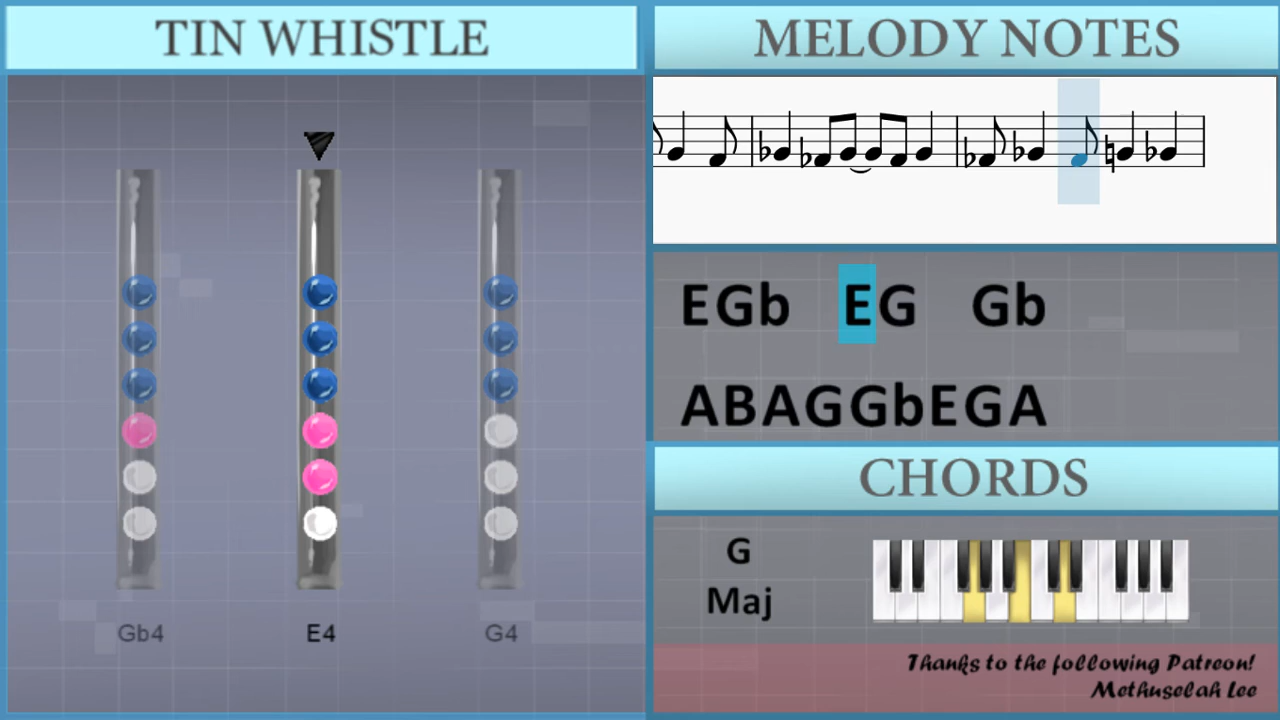 TIN WHISTLE
Gb4 E4 G4
MELODY NOTES
EGb EG Gb
ABAGGbEGA
CHORDS
G
Maj
Thanks to the following Patreon!
Methuselah Lee